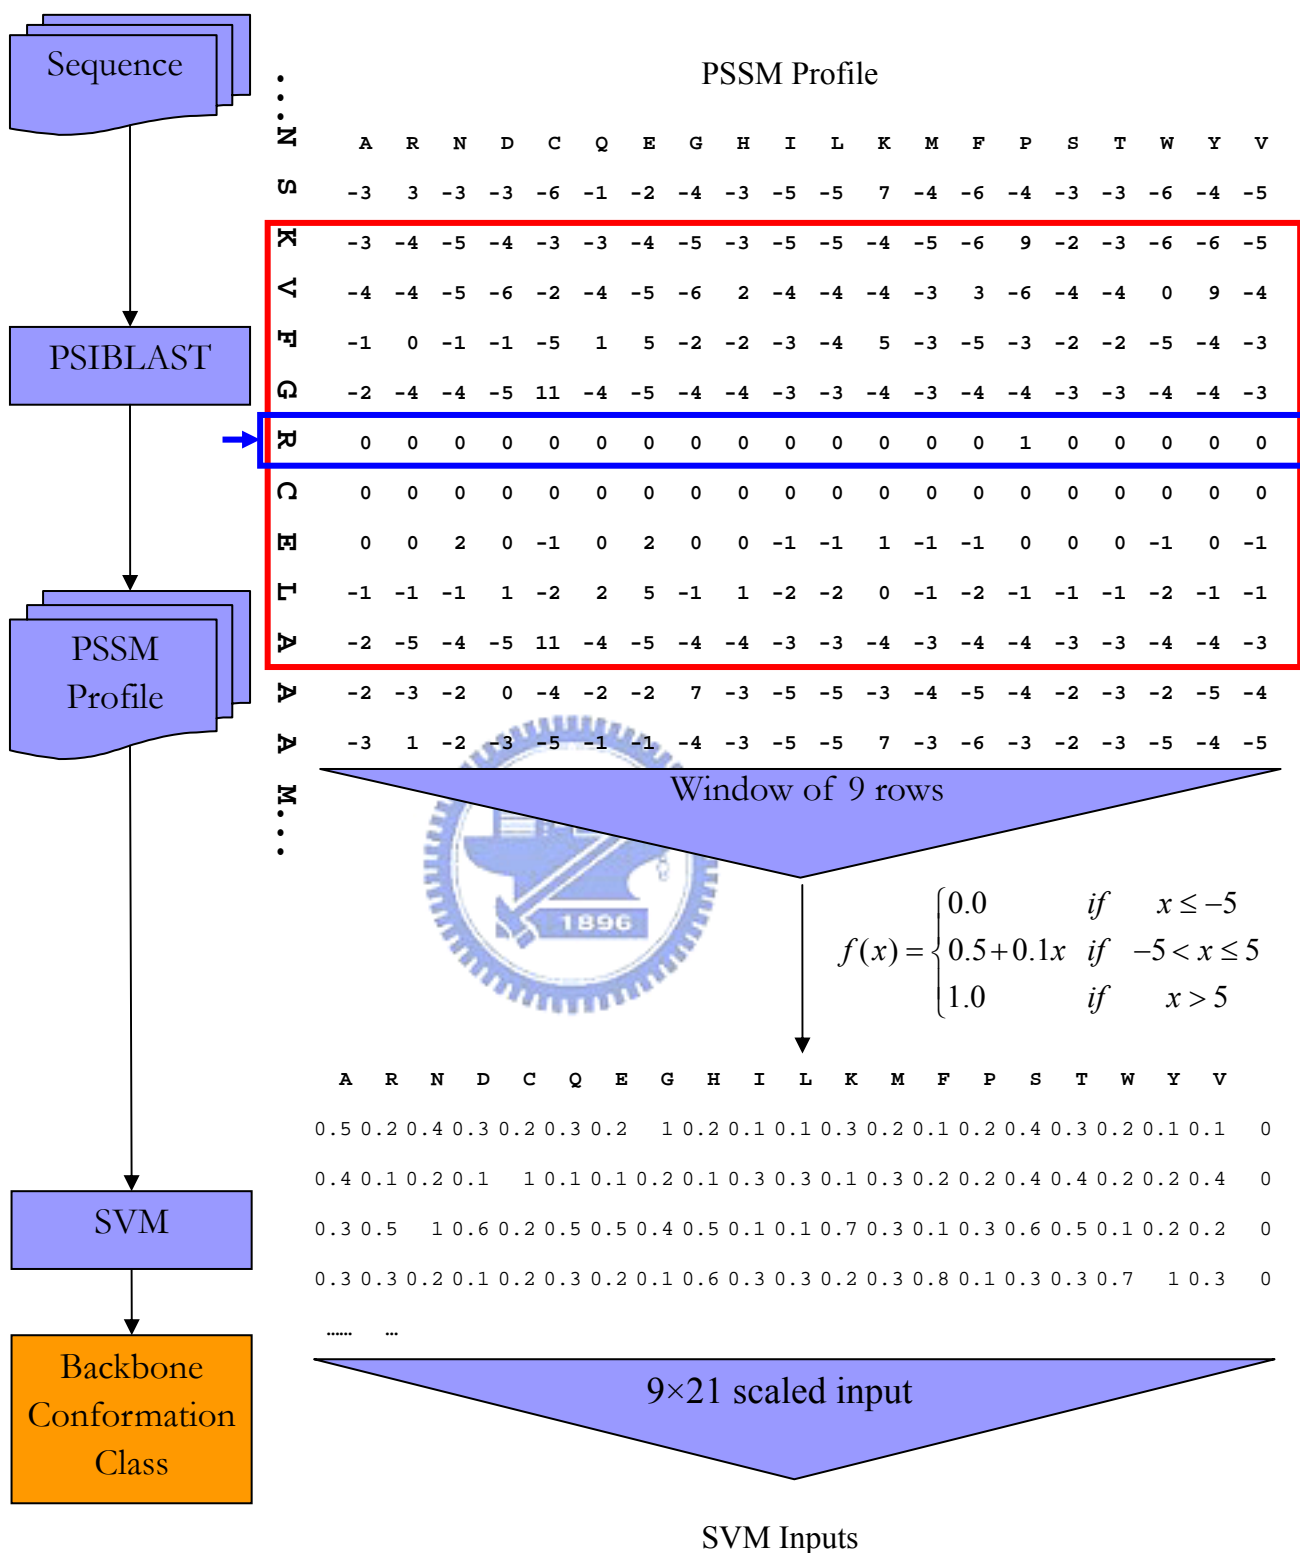 Sequence
PSIBLAST
PSSM
Profile
SVM
Backbone
Conformation
Class
PSSM Profile
...NSKVFGRCELAAAM...
A R N D C Q E G H I L K M F P S T W Y V
-3 3 -3 -3 -6 -1 -2 -4 -3 -5 -5 7 -4 -6 -4 -3 -3 -6 -4 -5
-3 -4 -5 -4 -3 -3 -4 -5 -3 -5 -5 -4 -5 -6 9 -2 -3 -6 -6 -5
-4 -4 -5 -6 -2 -4 -5 -6 2 -4 -4 -4 -3 3 -6 -4 -4 0 9 -4
-1 0 -1 -1 -5 1 5 -2 -2 -3 -4 5 -3 -5 -3 -2 -2 -5 -4 -3
-2 -4 -4 -5 11 -4 -5 -4 -4 -3 -3 -4 -3 -4 -4 -3 -3 -4 -4 -3
0 0 0 0 0 0 0 0 0 0 0 0 0 0 1 0 0 0 0 0
0 0 0 0 0 0 0 0 0 0 0 0 0 0 0 0 0 0 0 0
0 0 2 0 -1 0 2 0 0 -1 -1 1 -1 -1 0 0 0 -1 0 -1
-1 -1 -1 1 -2 2 5 -1 1 -2 -2 0 -1 -2 -1 -1 -1 -2 -1 -1
-2 -5 -4 -5 11 -4 -5 -4 -4 -3 -3 -4 -3 -4 -4 -3 -3 -4 -4 -3
-2 -3 -2 0 -4 -2 -2 7 -3 -5 -5 -3 -4 -5 -4 -2 -3 -2 -5 -4
-3 1 -2 -3 -5 -1 -1 -4 -3 -5 -5 7 -3 -6 -3 -2 -3 -5 -4 -5
Window of 9 rows
1896
0.0 if x ≤ −5
f(x) = { 0.5+0.1x if −5 < x ≤ 5
1.0 if x > 5
A R N D C Q E G H I L K M F P S T W Y V
0.5 0.2 0.4 0.3 0.2 0.3 0.2 1 0.2 0.1 0.1 0.3 0.2 0.1 0.2 0.4 0.3 0.2 0.1 0.1 0
0.4 0.1 0.2 0.1 1 0.1 0.1 0.2 0.1 0.3 0.3 0.1 0.3 0.2 0.2 0.4 0.4 0.2 0.2 0.4 0
0.3 0.5 1 0.6 0.2 0.5 0.5 0.4 0.5 0.1 0.1 0.7 0.3 0.1 0.3 0.6 0.5 0.1 0.2 0.2 0
0.3 0.3 0.2 0.1 0.2 0.3 0.2 0.1 0.6 0.3 0.3 0.2 0.3 0.8 0.1 0.3 0.3 0.7 1 0.3 0
…… …
9×21 scaled input
SVM Inputs